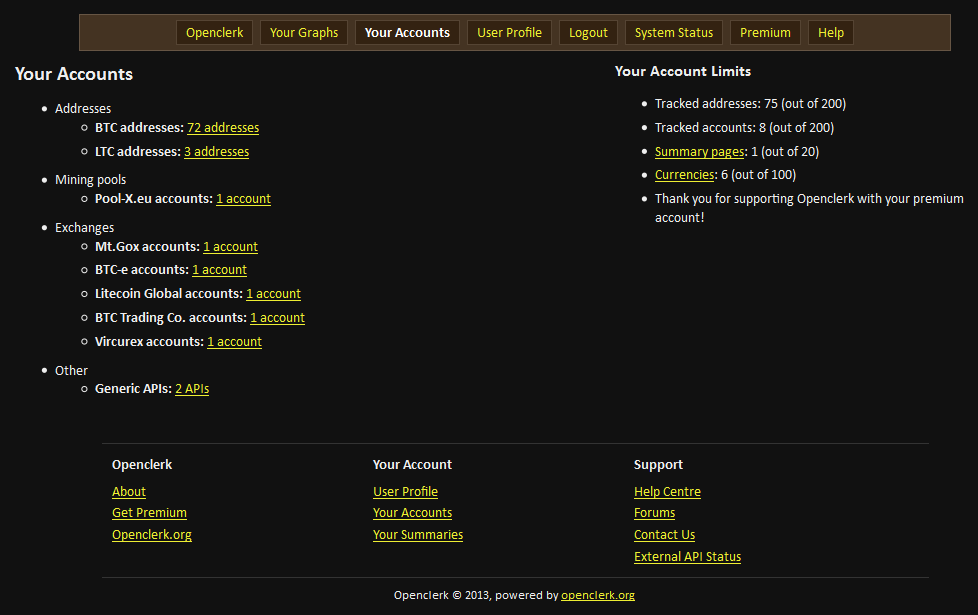 Openclerk Your Graphs Your Accounts User Profile Logout System Status Premium Help
Your Accounts
Addresses
BTC addresses: 72 addresses
LTC addresses: 3 addresses
Mining pools
Pool-X.eu accounts: 1 account
Exchanges
Mt.Gox accounts: 1 account
BTC-e accounts: 1 account
Litecoin Global accounts: 1 account
BTC Trading Co. accounts: 1 account
Vircurex accounts: 1 account
Other
Generic APIs: 2 APIs
Your Account Limits
Tracked addresses: 75 (out of 200)
Tracked accounts: 8 (out of 200)
Summary pages: 1 (out of 20)
Currencies: 6 (out of 100)
Thank you for supporting Openclerk with your premium
account!
Openclerk
About
Get Premium
Openclerk.org
Your Account
User Profile
Your Accounts
Your Summaries
Support
Help Centre
Forums
Contact Us
External API Status
Openclerk © 2013, powered by openclerk.org